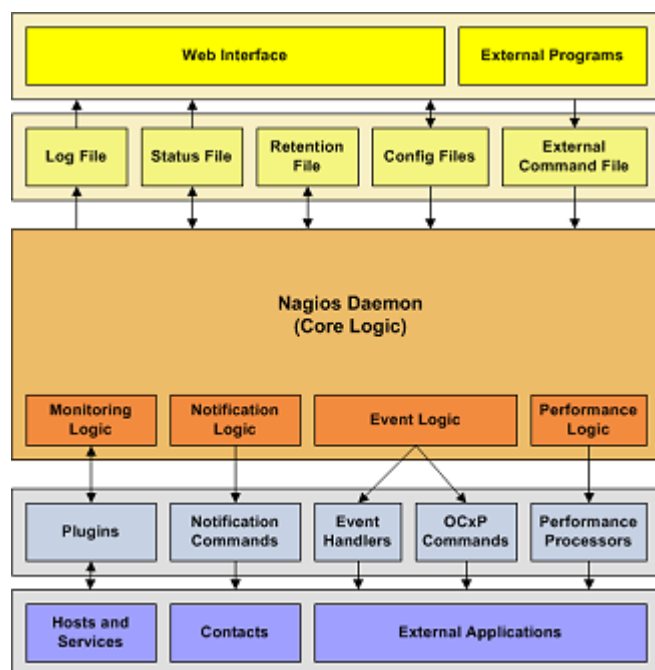 Web Interface
External Programs
Log File
Status File
Retention
File
Config Files
External
Command File
Nagios Daemon
(Core Logic)
Monitoring
Logic
Notification
Logic
Event Logic
Performance
Logic
Plugins
Notification
Commands
Event
Handlers
OCxP
Commands
Performance
Processors
Hosts and
Services
Contacts
External Applications